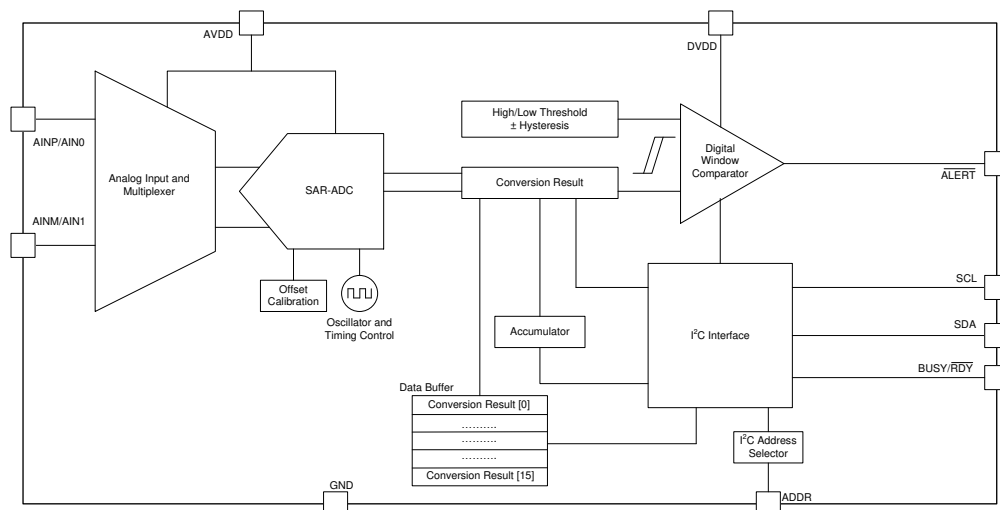 AVDD
DVDD
High/Low Threshold
± Hysteresis
AINP/AIN0
Analog Input and
Multiplexer
SAR-ADC
Conversion Result
Digital
Window
Comparator
ALERT
AINM/AIN1
Offset
Calibration
Oscillator and
Timing Control
Accumulator
I²C Interface
SCL
SDA
BUSY/RDY
Data Buffer
Conversion Result [0]
..........
..........
..........
Conversion Result [15]
I²C Address
Selector
GND
ADDR